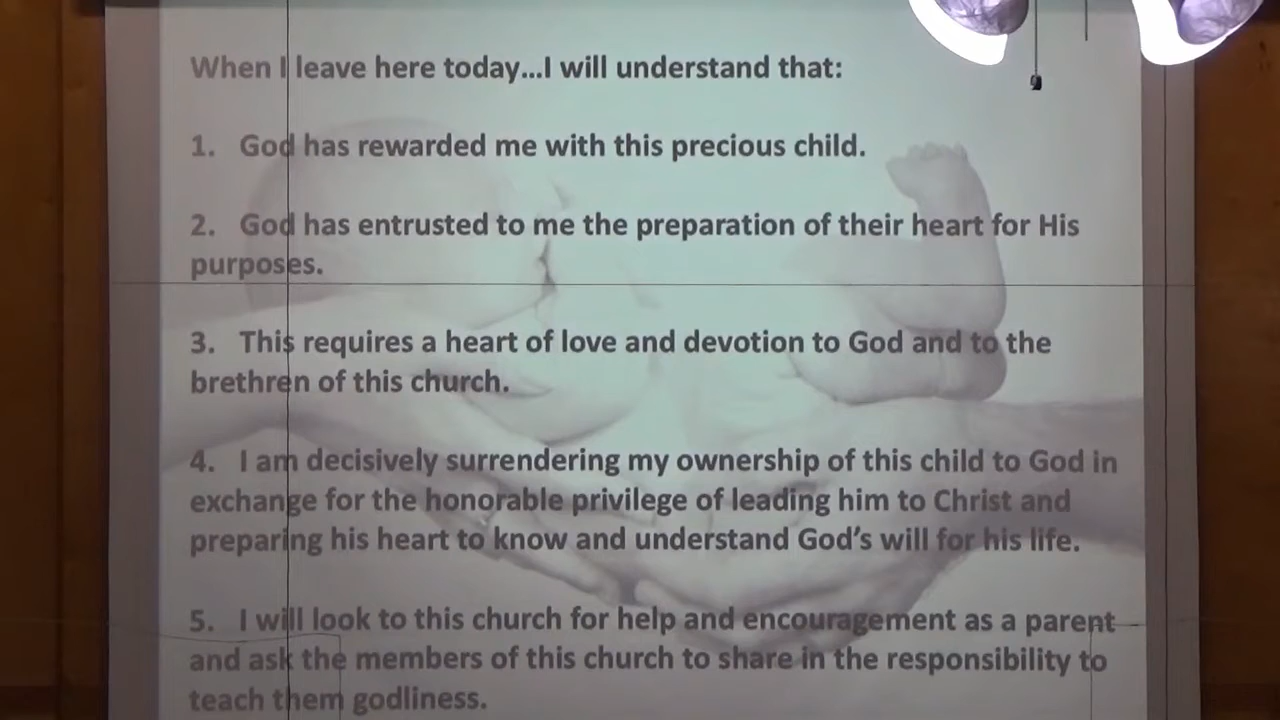 When I leave here today...I will understand that:
1. God has rewarded me with this precious child.
2. God has entrusted to me the preparation of their heart for His
purposes.
3. This requires a heart of love and devotion to God and to the
brethren of this church.
4. I am decisively surrendering my ownership of this child to God in
exchange for the honorable privilege of leading him to Christ and
preparing his heart to know and understand God's will for his life.
5. I will look to this church for help and encouragement as a parent
and ask the members of this church to share in the responsibility to
teach them godliness.